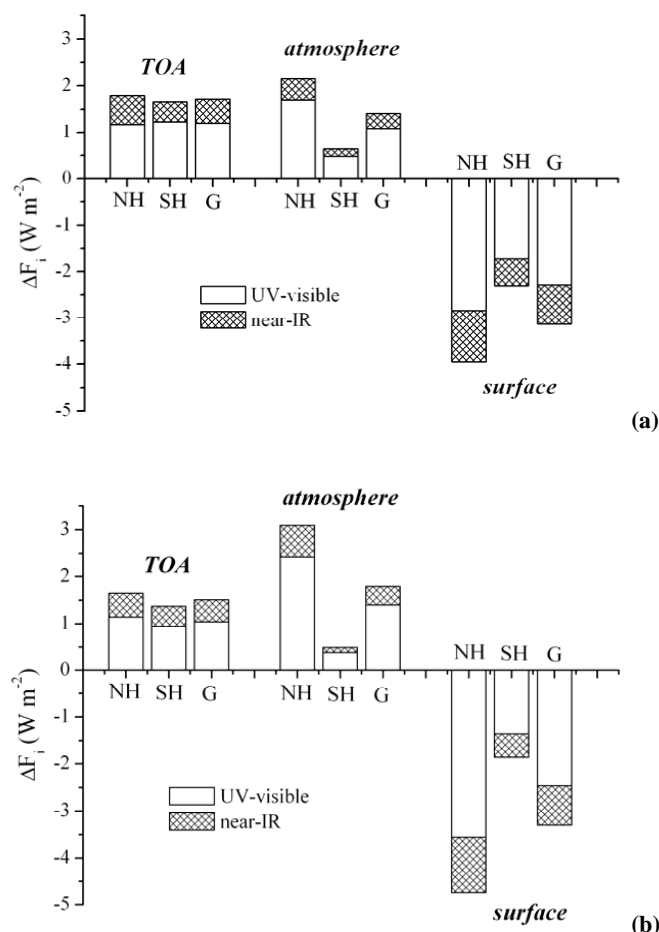 3
atmosphere
TOA
2
1
0
NH SH G
NH SH G
NH SH G
-1
-2
-3
-4
-5
ΔFᵢ (W m⁻²)
UV-visible
near-IR
surface
(a)
atmosphere
3
TOA
2
1
0
NH SH G
NH SH G
NH SH G
-1
-2
-3
-4
-5
ΔFᵢ (W m⁻²)
UV-visible
near-IR
surface
(b)